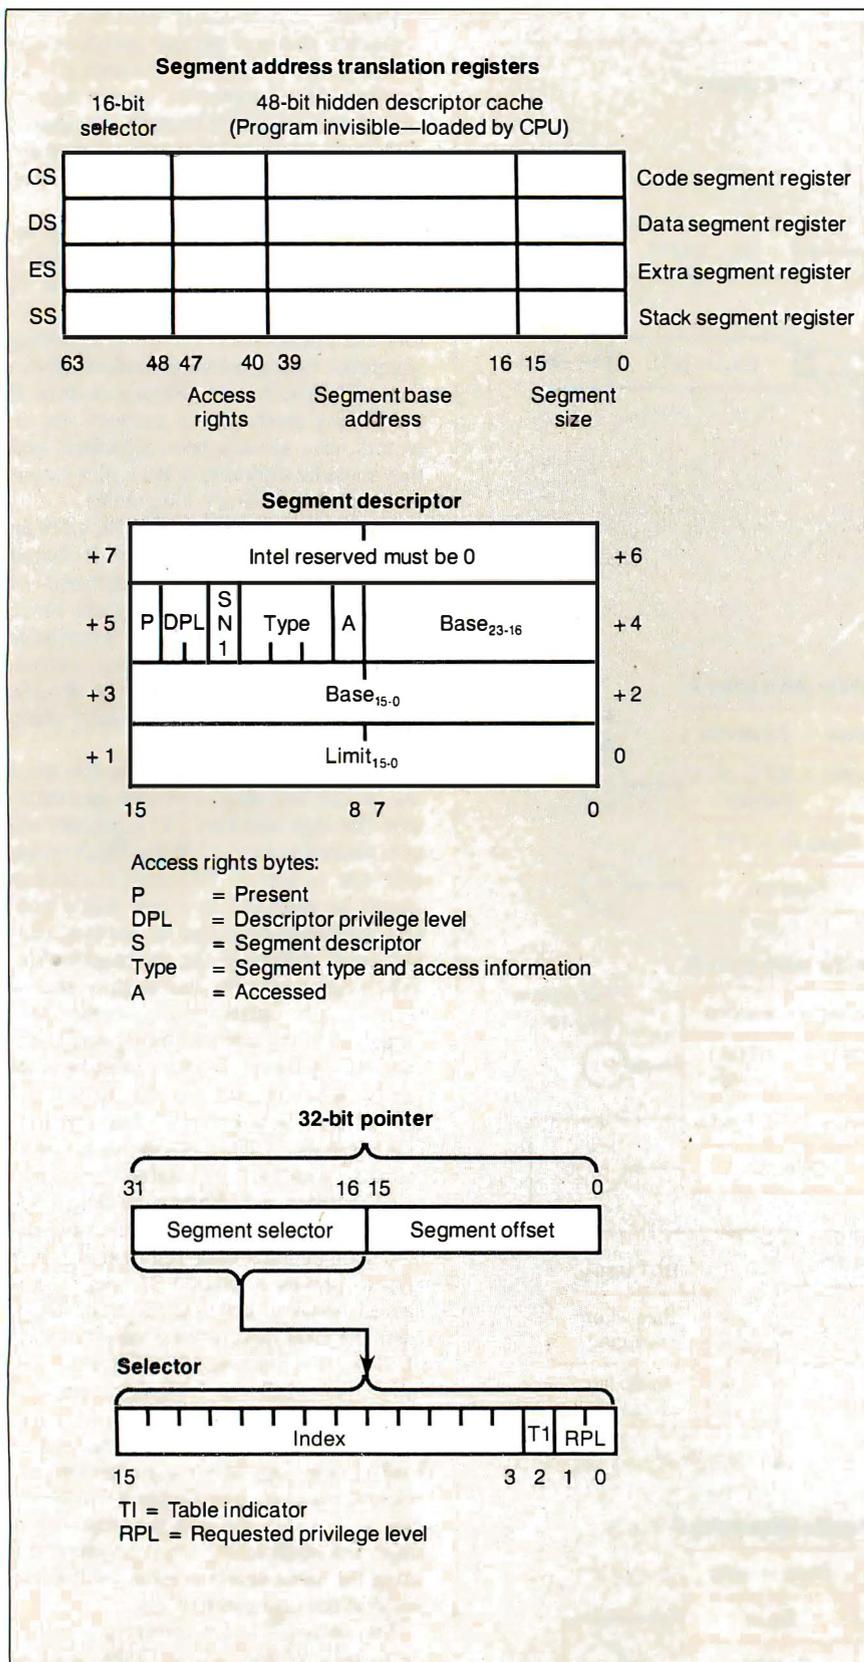 Segment address translation registers
16-bit
selector
48-bit hidden descriptor cache
(Program invisible—loaded by CPU)
CS Code segment register
DS Data segment register
ES Extra segment register
SS Stack segment register
63 48 47 40 39 16 15 0
Access
rights
Segment base
address
Segment
size
Segment descriptor
+7 Intel reserved must be 0 +6
+5 P DPL S N 1 Type A Base23-16 +4
+3 Base15-0 +2
+1 Limit15-0 0
15 8 7 0
Access rights bytes:
P = Present
DPL = Descriptor privilege level
S = Segment descriptor
Type = Segment type and access information
A = Accessed
32-bit pointer
31 16 15 0
Segment selector Segment offset
Selector
Index T1 RPL
15 3 2 1 0
TI = Table indicator
RPL = Requested privilege level